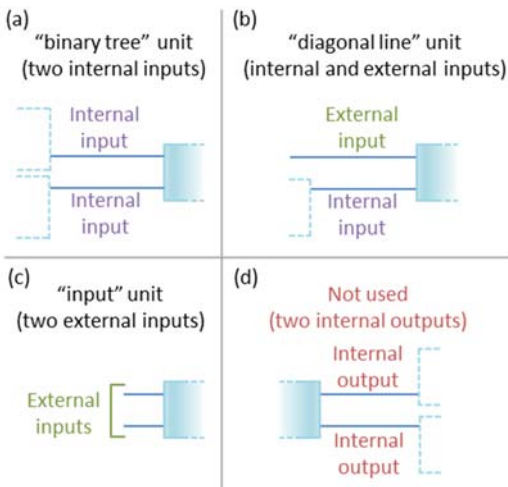 (a)
“binary tree” unit
(two internal inputs)
Internal
input
Internal
input
(b)
“diagonal line” unit
(internal and external inputs)
External
input
Internal
input
(c)
“input” unit
(two external inputs)
External
inputs
(d)
Not used
(two internal outputs)
Internal
output
Internal
output